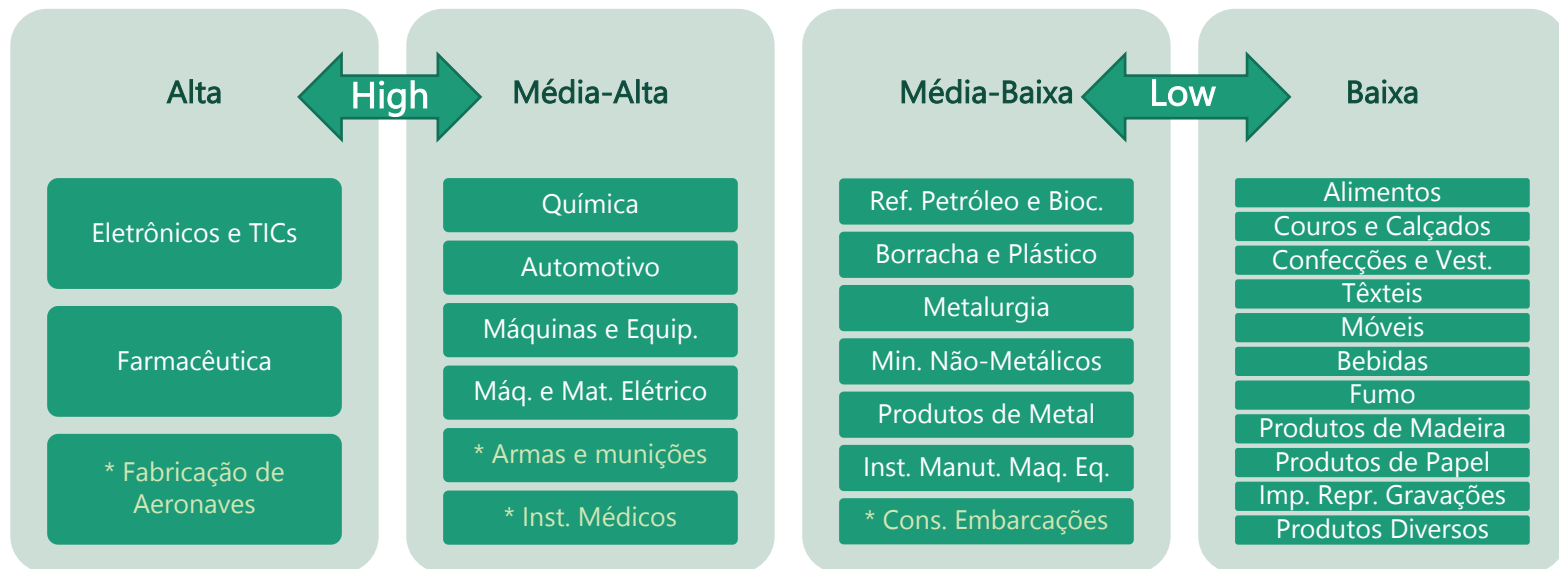 Alta
High
Média-Alta
Média-Baixa
Low
Baixa
Eletrônicos e TICs
Farmacêutica
* Fabricação de
Aeronaves
Química
Automotivo
Máquinas e Equip.
Máq. e Mat. Elétrico
* Armas e munições
* Inst. Médicos
Ref. Petróleo e Bioc.
Borracha e Plástico
Metalurgia
Min. Não-Metálicos
Produtos de Metal
Inst. Manut. Maq. Eq.
* Cons. Embarcações
Alimentos
Couros e Calçados
Confecções e Vest.
Têxteis
Móveis
Bebidas
Fumo
Produtos de Madeira
Produtos de Papel
Imp. Repr. Gravações
Produtos Diversos